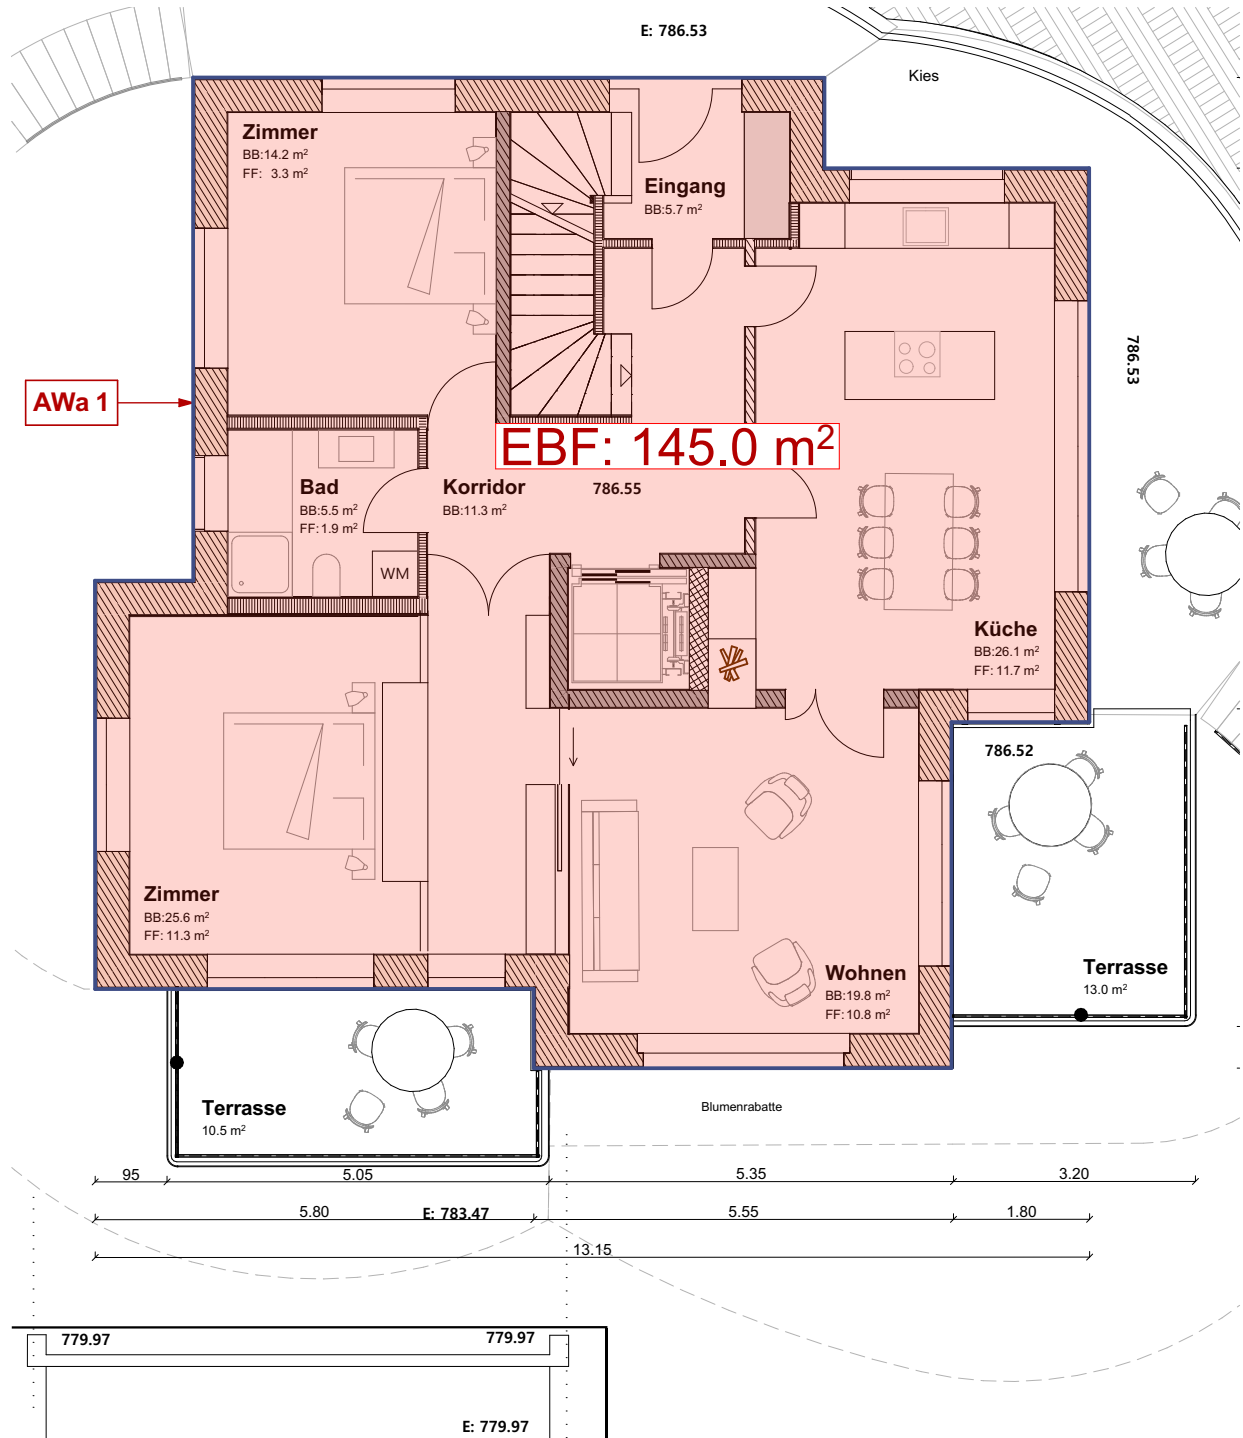 E: 786.53
Kies
Zimmer
BB:14.2 m²
FF: 3.3 m²
Eingang
BB:5.7 m²
786.53
AWa 1
EBF: 145.0 m²
Bad
BB:5.5 m²
FF: 1.9 m²
Korridor
BB:11.3 m²
786.55
WM
Küche
BB:26.1 m²
FF: 11.7 m²
786.52
Zimmer
BB:25.6 m²
FF: 11.3 m²
Wohnen
BB:19.8 m²
FF: 10.8 m²
Terrasse
13.0 m²
Terrasse
10.5 m²
Blumenrabatte
95
5.05
5.35
3.20
5.80
E: 783.47
5.55
1.80
13.15
779.97
779.97
E: 779.97